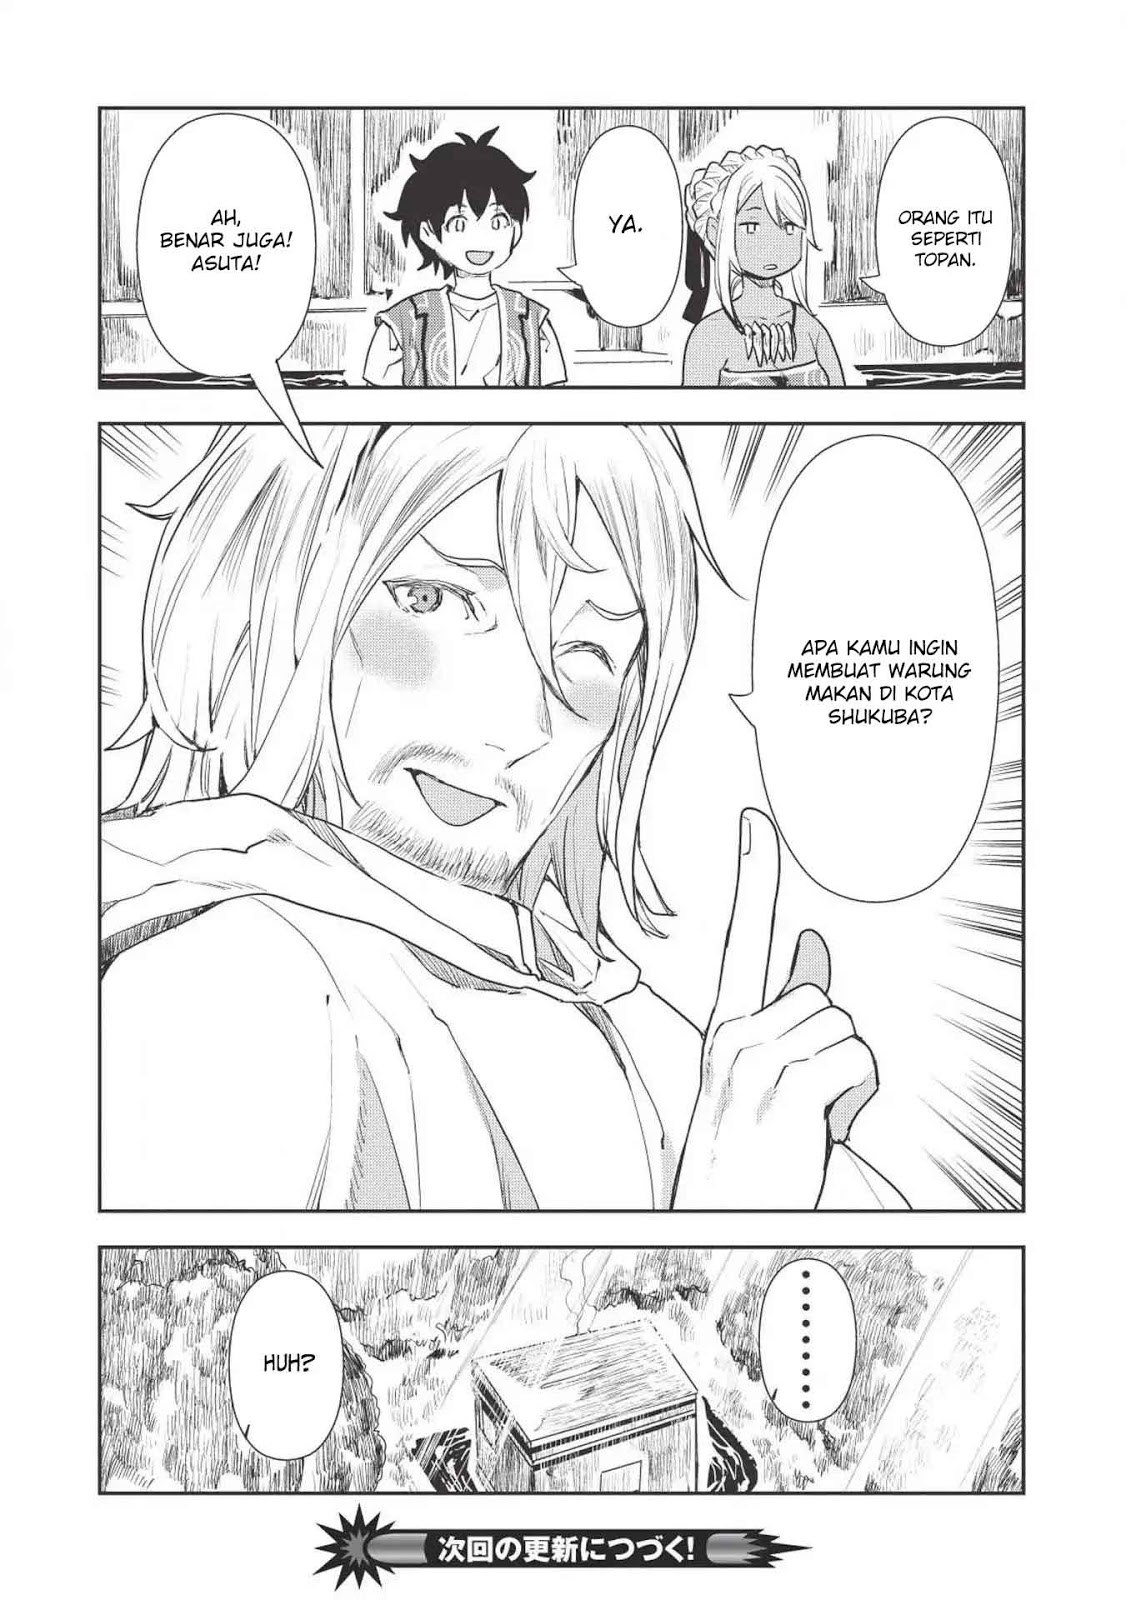 ORANG ITU
SEPERTI
TOPAN.
YA.
AH,
BENAR JUGA!
ASUTA!
APA KAMU INGIN
MEMBUAT WARUNG
MAKAN DI KOTA
SHUKUBA?
.........
HUH?
次回の更新につづく!